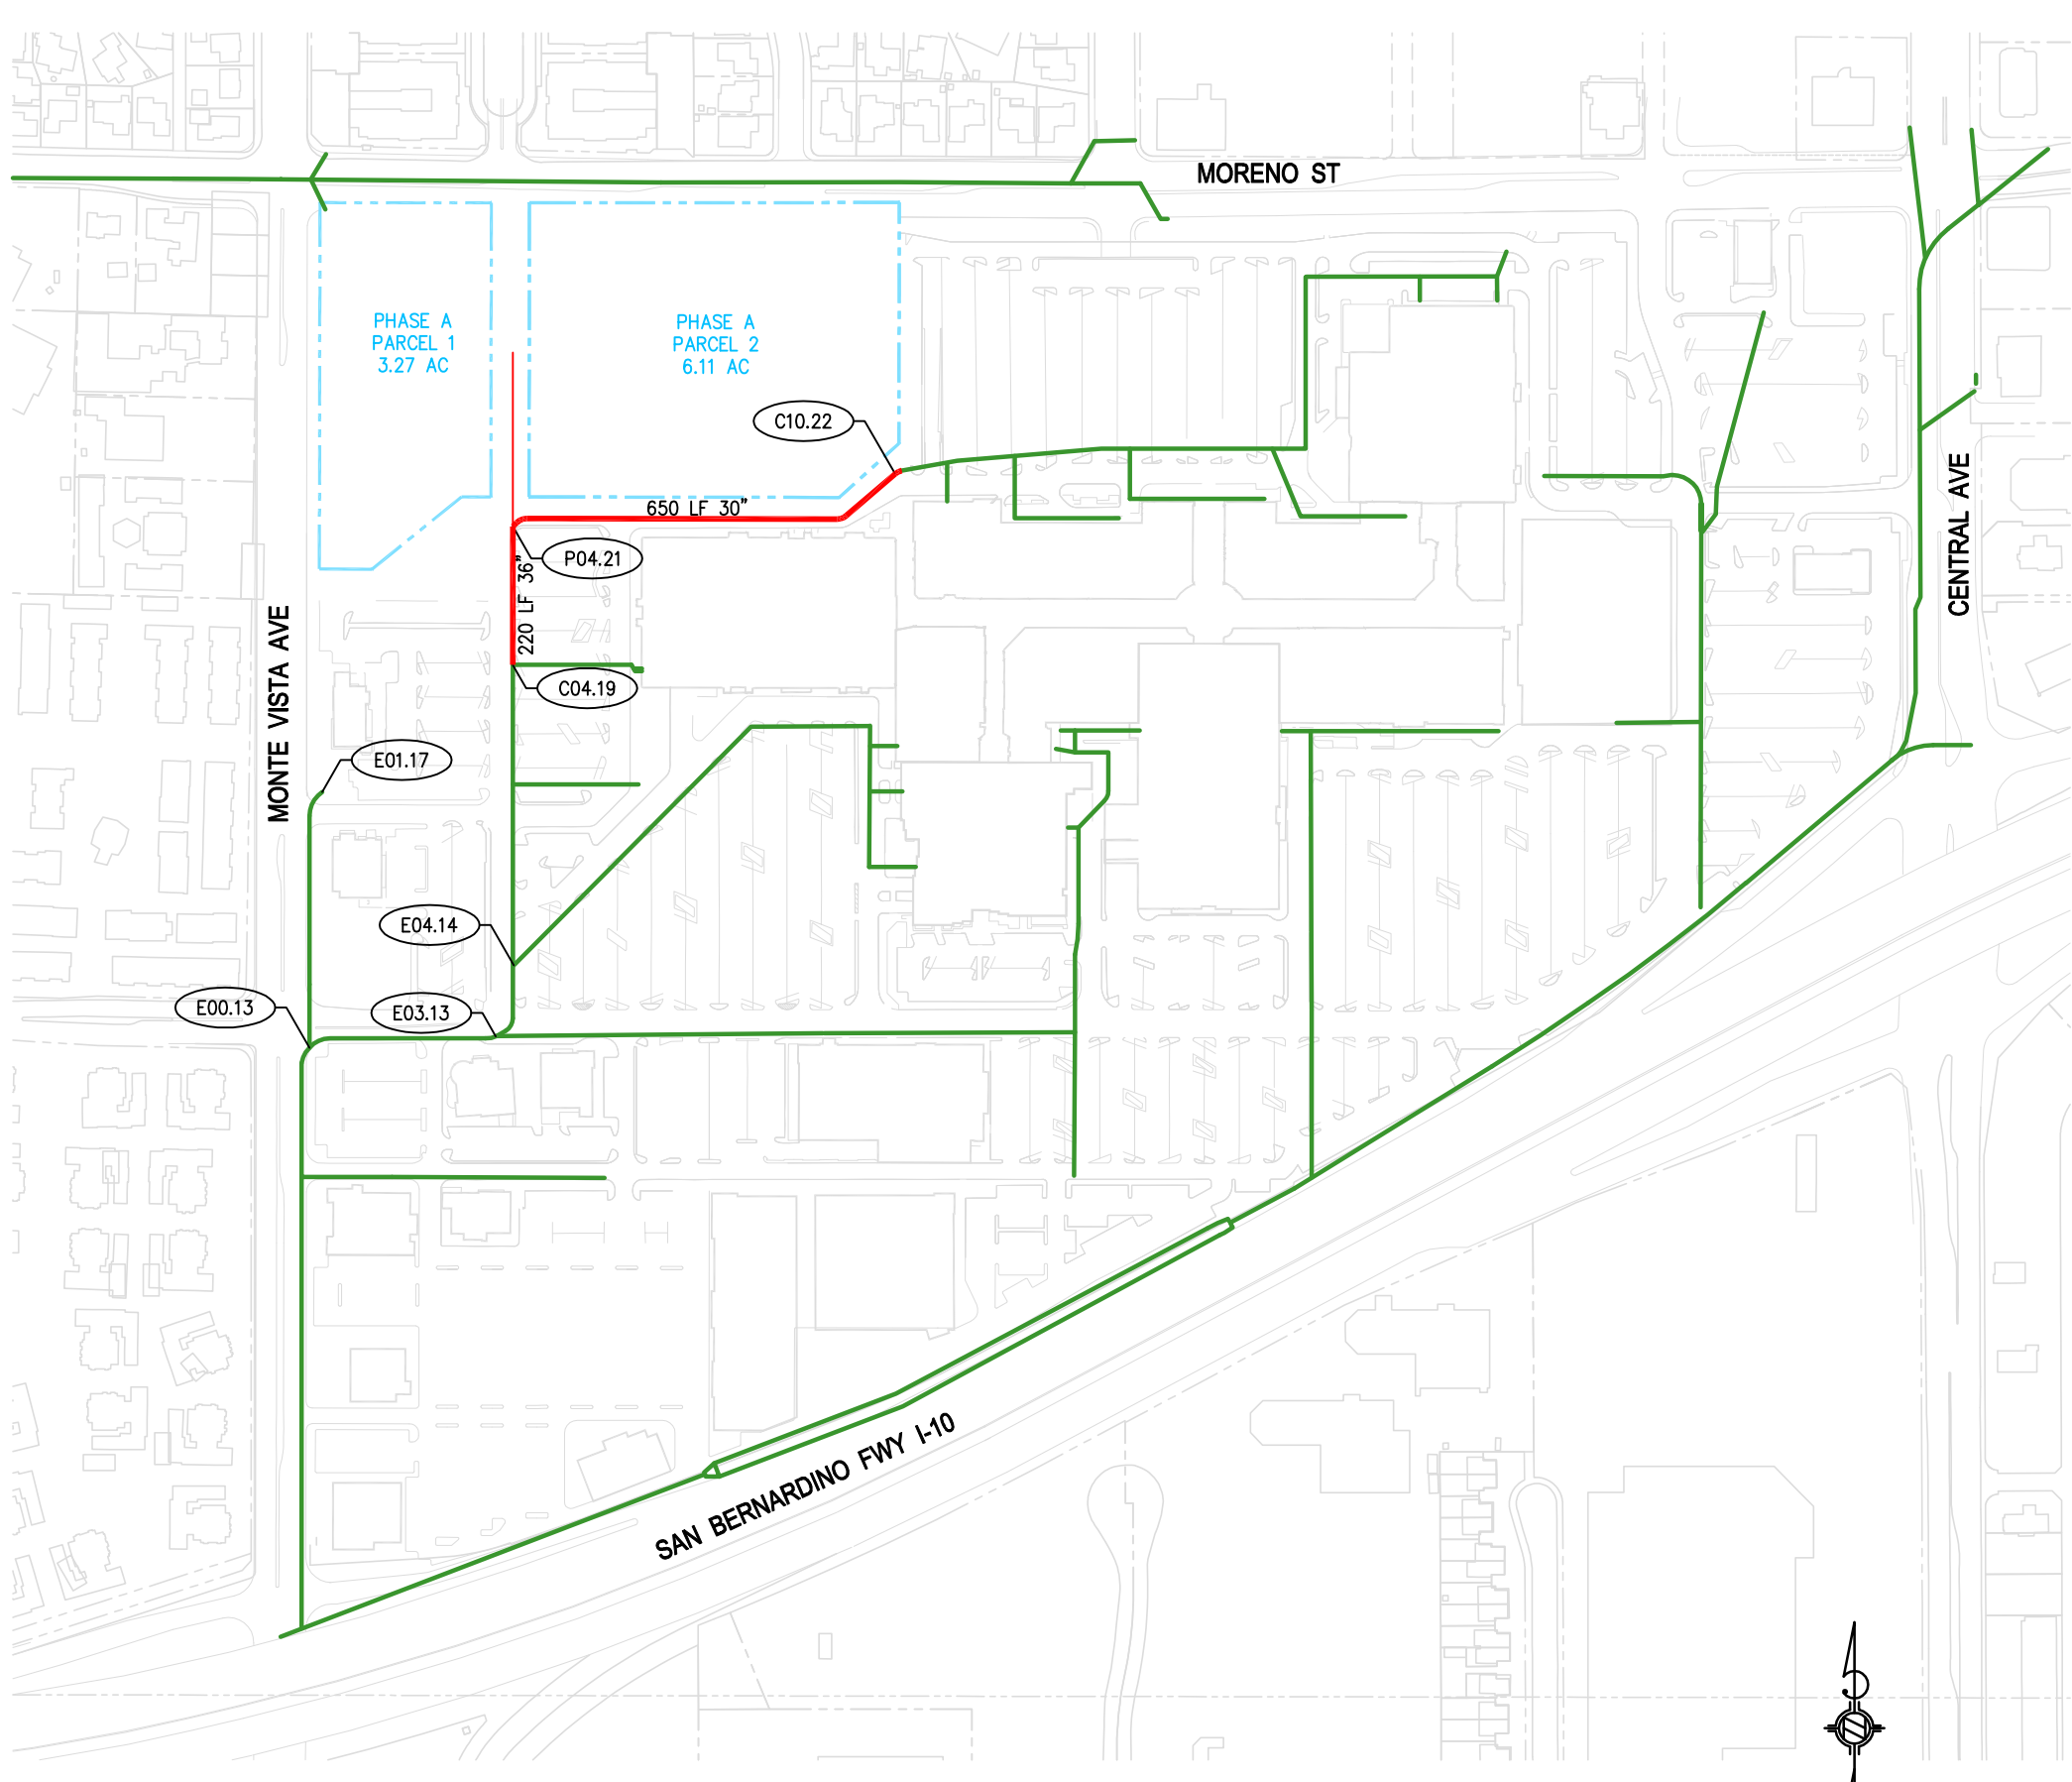 MORENO ST
PHASE A
PARCEL 1
3.27 AC
PHASE A
PARCEL 2
6.11 AC
C10.22
650 LF 30"
P04.21
220 LF 36"
C04.19
CENTRAL AVE
MONTE VISTA AVE
E01.17
E04.14
E00.13
E03.13
SAN BERNARDINO FWY I-10